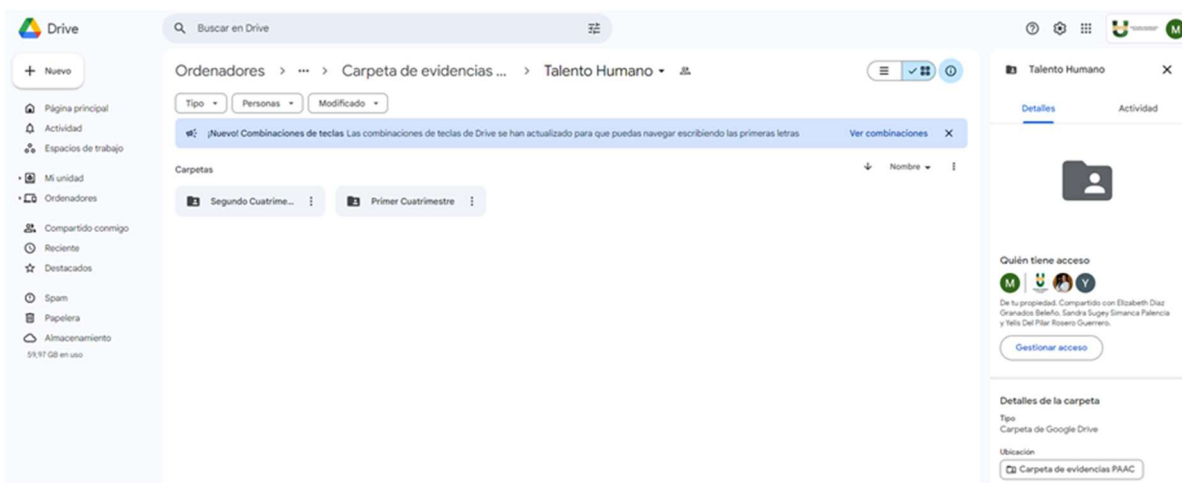 Drive
Buscar en Drive
M
Nuevo
Página principal
Actividad
Espacios de trabajo
Mi unidad
Ordenadores
Compartido conmigo
Reciente
Destacados
Spam
Papelera
Almacenamiento
59,97 GB en uso
Ordenadores > ... > Carpeta de evidencias ... > Talento Humano
Tipo Personas Modificado
¡Nuevo! Combinaciones de teclas Las combinaciones de teclas de Drive se han actualizado para que puedas navegar escribiendo las primeras letras Ver combinaciones
Carpetas
Nombre
Segundo Cuatrime... Primer Cuatrimestre
Talento Humano
Detalles Actividad
Quién tiene acceso
M Y
De tu propiedad. Compartido con Elizabeth Diaz
Granados Beleño, Sandra Sugey Simanca Palencia
y Yelis Del Pilar Rosero Guerrero.
Gestionar acceso
Detalles de la carpeta
Tipo
Carpeta de Google Drive
Ubicación
Carpeta de evidencias PAAC